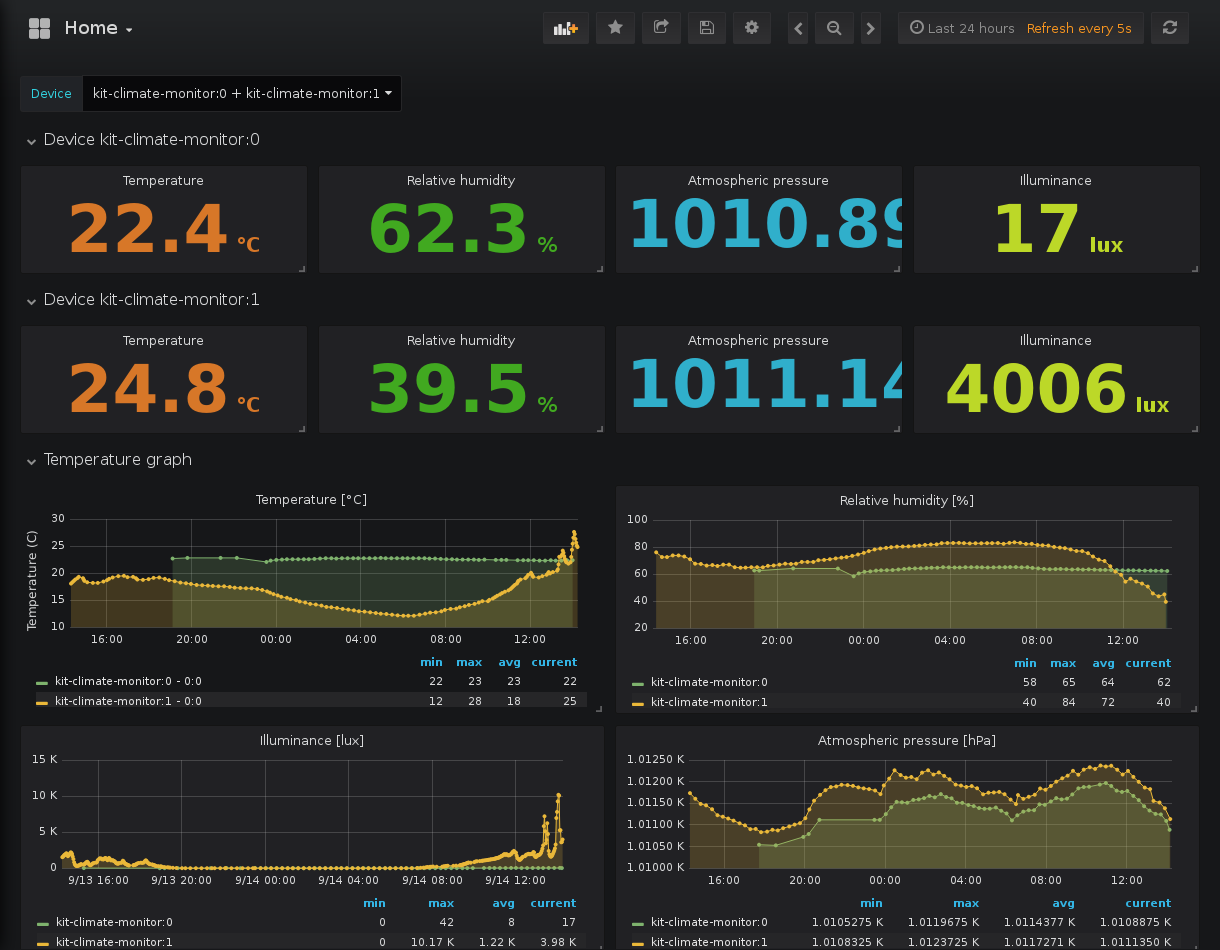 Home
Last 24 hours Refresh every 5s
Device kit-climate-monitor:0 + kit-climate-monitor:1
Device kit-climate-monitor:0
Temperature Relative humidity Atmospheric pressure Illuminance
22.4 °C 62.3 % 1010.89 17 lux
Device kit-climate-monitor:1
Temperature Relative humidity Atmospheric pressure Illuminance
24.8 °C 39.5 % 1011.14 4006 lux
Temperature graph
Temperature [°C]
Temperature (C)
30
25
20
15
10
16:00 20:00 00:00 04:00 08:00 12:00
min max avg current
kit-climate-monitor:0 - 0:0 22 23 23 22
kit-climate-monitor:1 - 0:0 12 28 18 25
Relative humidity [%]
100
80
60
40
20
16:00 20:00 00:00 04:00 08:00 12:00
min max avg current
kit-climate-monitor:0 58 65 64 62
kit-climate-monitor:1 40 84 72 40
Illuminance [lux]
15 K
10 K
5 K
0
9/13 16:00 9/13 20:00 9/14 00:00 9/14 04:00 9/14 08:00 9/14 12:00
min max avg current
kit-climate-monitor:0 0 42 8 17
kit-climate-monitor:1 0 10.17 K 1.22 K 3.98 K
Atmospheric pressure [hPa]
1.01250 K
1.01200 K
1.01150 K
1.01100 K
1.01050 K
1.01000 K
16:00 20:00 00:00 04:00 08:00 12:00
min max avg current
kit-climate-monitor:0 1.0105275 K 1.0119675 K 1.0114377 K 1.0108875 K
kit-climate-monitor:1 1.0108325 K 1.0123725 K 1.0117271 K 1.0111350 K